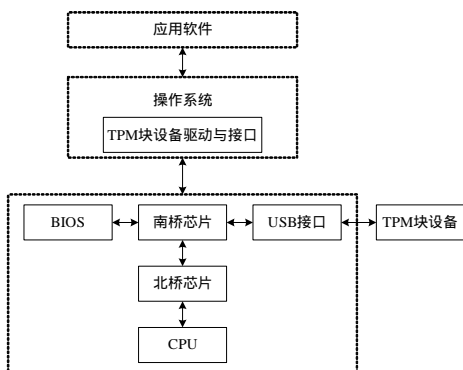 应用软件
操作系统
TPM块设备驱动与接口
BIOS
南桥芯片
USB接口
TPM块设备
北桥芯片
CPU